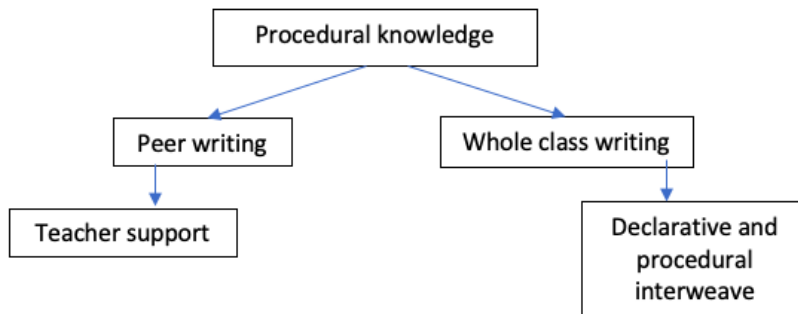 Procedural knowledge
Peer writing
Whole class writing
Teacher support
Declarative and
procedural
interweave